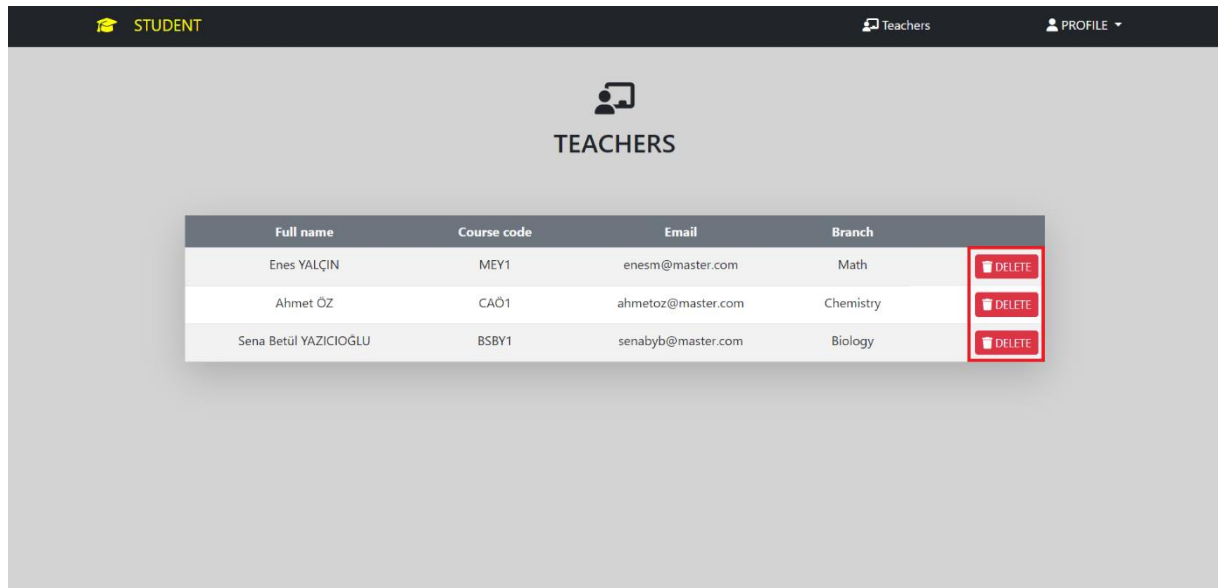 STUDENT Teachers PROFILE
TEACHERS
Full name Course code Email Branch
Enes YALÇIN MEY1 enesm@master.com Math DELETE
Ahmet ÖZ CAÖ1 ahmetoz@master.com Chemistry DELETE
Sena Betül YAZICIOĞLU BSBY1 senabyb@master.com Biology DELETE